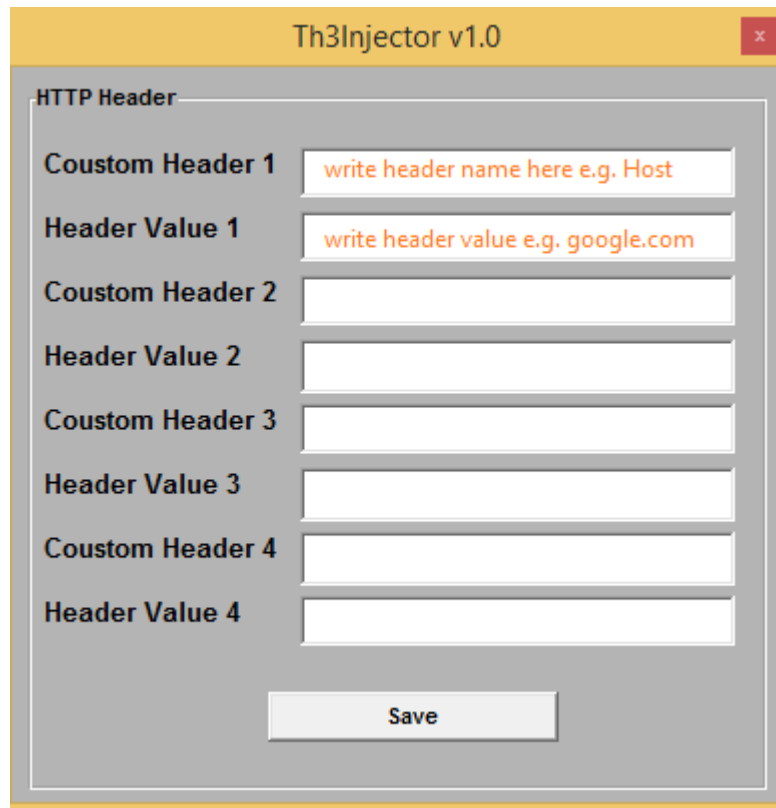 Th3Injector v1.0
x
HTTP Header
Coustom Header 1
write header name here e.g. Host
Header Value 1
write header value e.g. google.com
Coustom Header 2
Header Value 2
Coustom Header 3
Header Value 3
Coustom Header 4
Header Value 4
Save